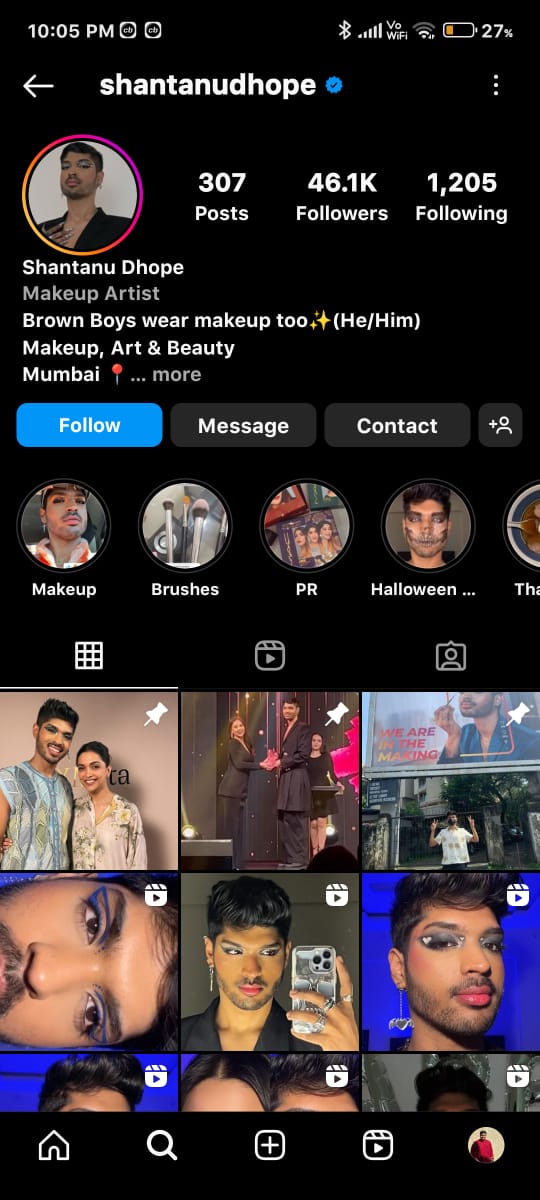 10:05 PM
Vo
WiFi
27%
shantanudhope
307
46.1K
1,205
Posts
Followers
Following
Shantanu Dhope
Makeup Artist
Brown Boys wear makeup too✨(He/Him)
Makeup, Art & Beauty
Mumbai 📍... more
Follow
Message
Contact
Makeup
Brushes
PR
Halloween ...
Tha
ta
WE ARE
IN THE
MAKING